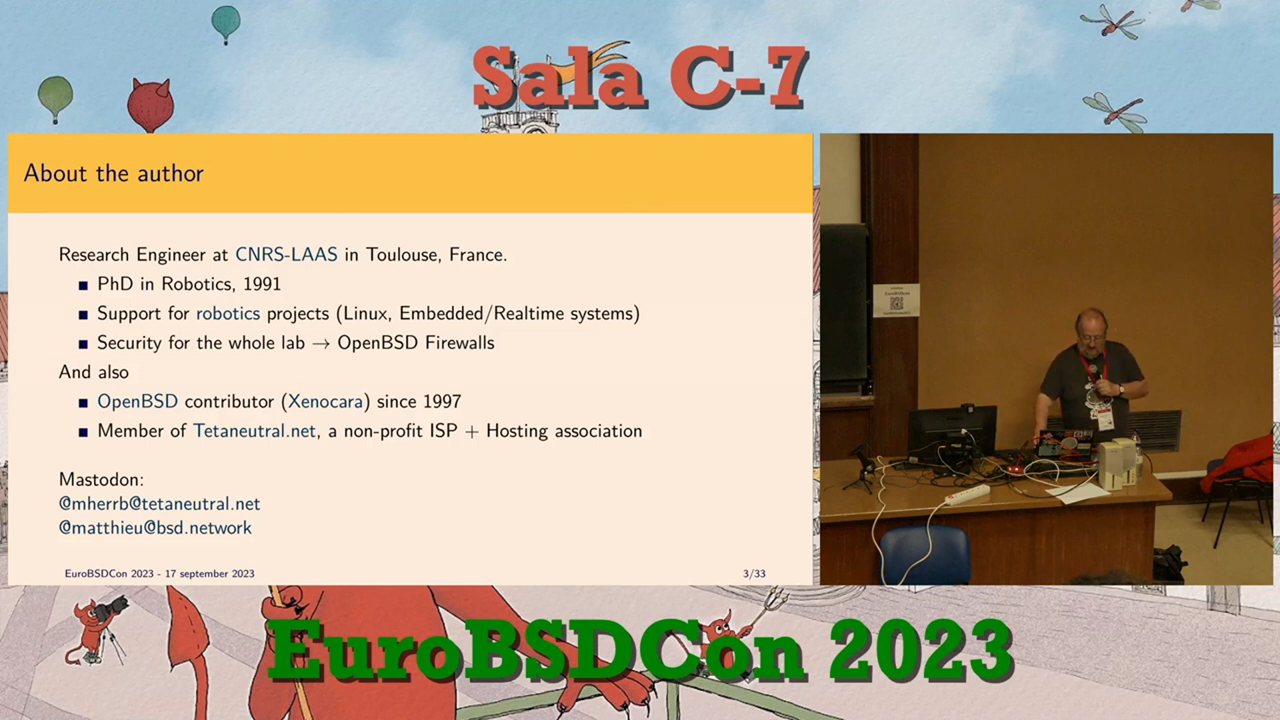 Sala C-7
About the author
Research Engineer at CNRS-LAAS in Toulouse, France.
■ PhD in Robotics, 1991
■ Support for robotics projects (Linux, Embedded/Realtime systems)
■ Security for the whole lab → OpenBSD Firewalls
And also
■ OpenBSD contributor (Xenocara) since 1997
■ Member of Tetaneutral.net, a non-profit ISP + Hosting association
Mastodon:
@mherrb@tetaneutral.net
@matthieu@bsd.network
EuroBSDCon 2023 - 17 september 2023
3/33
EuroBSDCon 2023